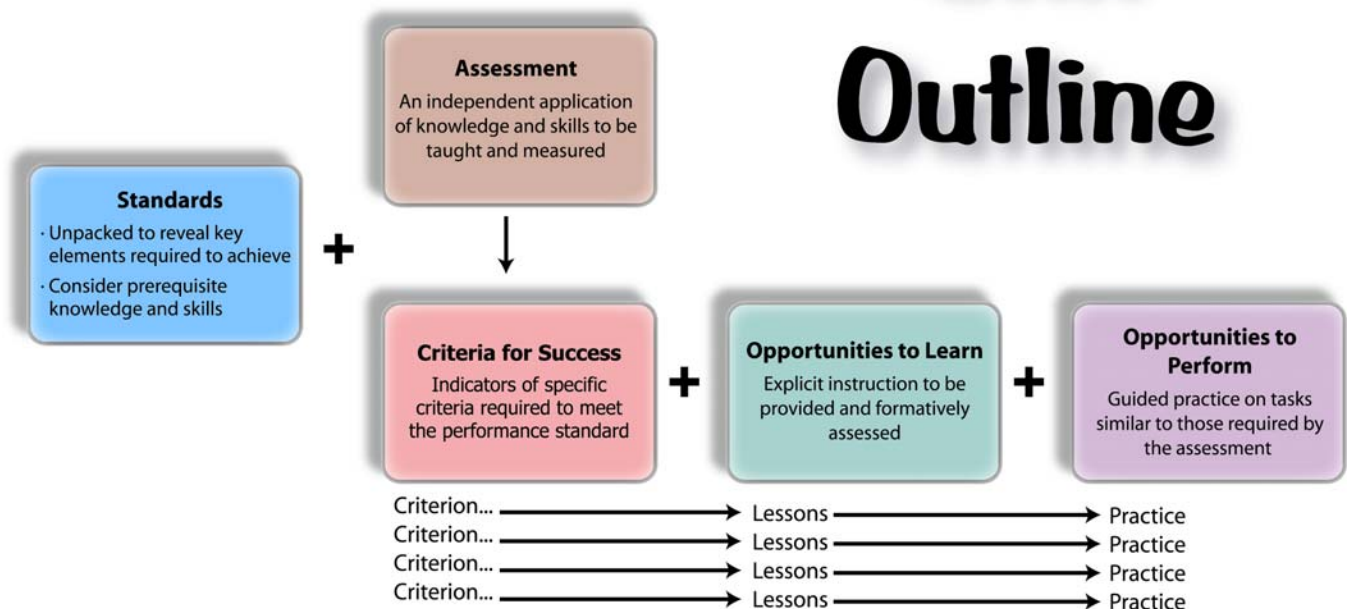 Outline
Assessment
An independent application
of knowledge and skills to be
taught and measured
Standards
· Unpacked to reveal key
elements required to achieve
· Consider prerequisite
knowledge and skills
+
Criteria for Success
Indicators of specific
criteria required to meet
the performance standard
+
Opportunities to Learn
Explicit instruction to be
provided and formatively
assessed
+
Opportunities to
Perform
Guided practice on tasks
similar to those required by
the assessment
Criterion... Lessons Practice
Criterion... Lessons Practice
Criterion... Lessons Practice
Criterion... Lessons Practice